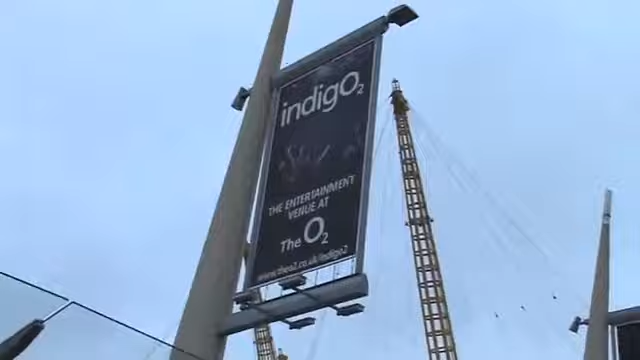 indigO2
THE ENTERTAINMENT
VENUE AT
The O2
www.theo2.co.uk/indigo2